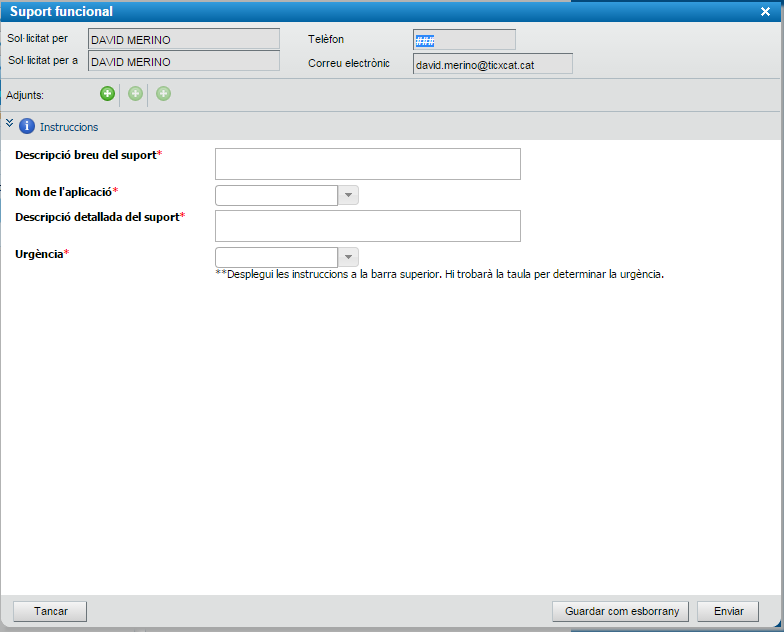 Suport funcional
Sol·licitat per DAVID MERINO Telèfon ###
Sol·licitat per a DAVID MERINO Correu electrònic david.merino@ticxcat.cat
Adjunts:
Instruccions
Descripció breu del suport*
Nom de l'aplicació*
Descripció detallada del suport*
Urgència*
**Desplegui les instruccions a la barra superior. Hi trobarà la taula per determinar la urgència.
Tancar Guardar com esborrany Enviar